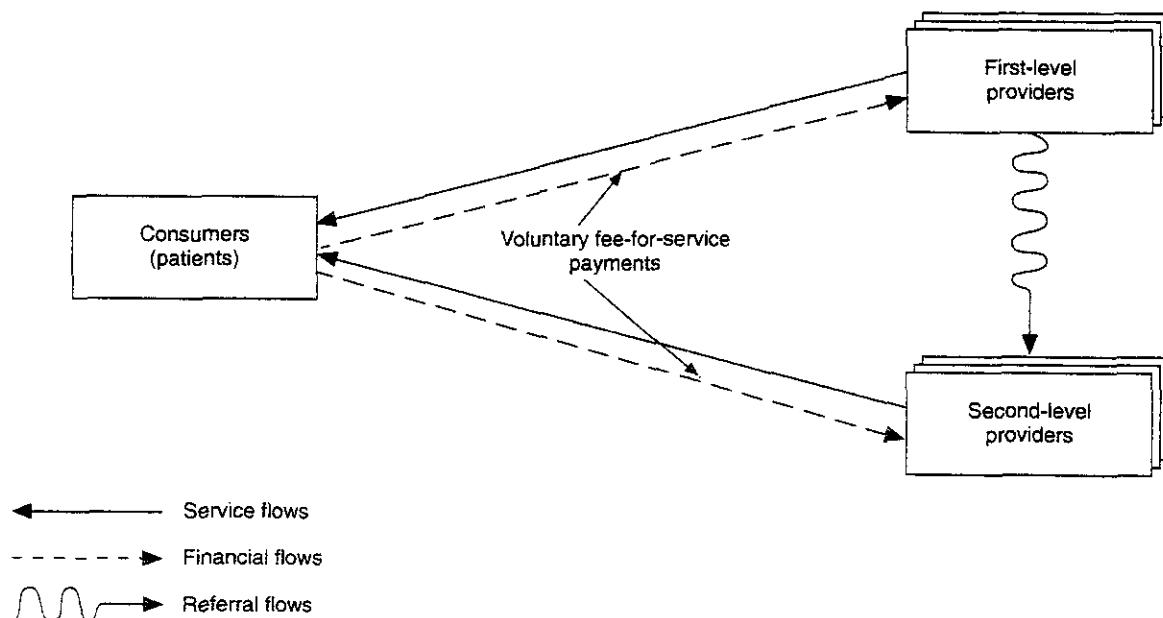 First-level
providers
Consumers
(patients)
Voluntary fee-for-service
payments
Second-level
providers
Service flows
Financial flows
Referral flows